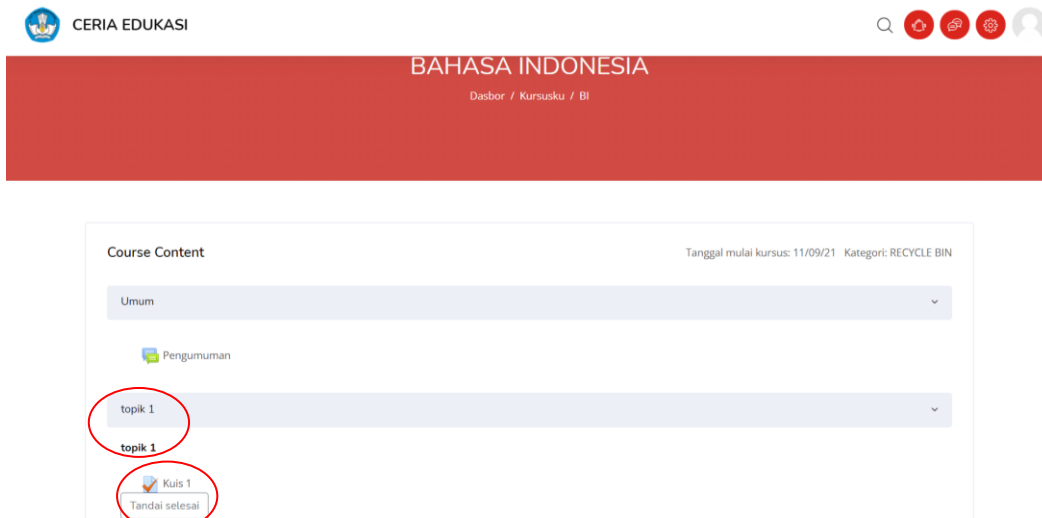 CERIA EDUKASI
BAHASA INDONESIA
Dasbor / Kursusku / BI
Course Content
Tanggal mulai kursus: 11/09/21 Kategori: RECYCLE BIN
Umum
Pengumuman
topik 1
topik 1
Kuis 1
Tandai selesai